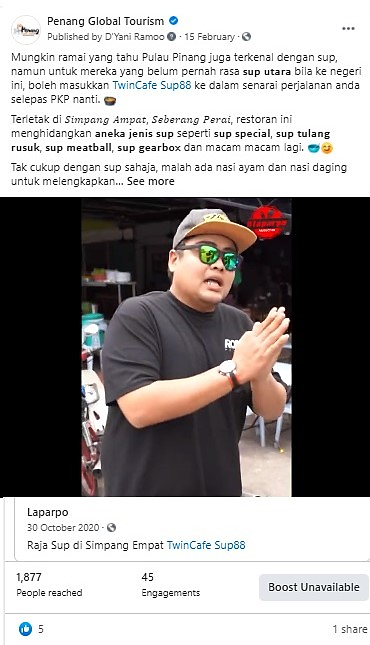 Penang Global Tourism
Published by D'Yani Ramoo · 15 February ·
Mungkin ramai yang tahu Pulau Pinang juga terkenal dengan sup,
namun untuk mereka yang belum pernah rasa sup utara bila ke negeri
ini, boleh masukkan TwinCafe Sup88 ke dalam senarai perjalanan anda
selepas PKP nanti.
Terletak di Simpang Ampat, Seberang Perai, restoran ini
menghidangkan aneka jenis sup seperti sup special, sup tulang
rusuk, sup meatball, sup gearbox dan macam macam lagi.
Tak cukup dengan sup sahaja, malah ada nasi ayam dan nasi daging
untuk melengkapkan... See more
Laparpo
30 October 2020 ·
Raja Sup di Simpang Empat TwinCafe Sup88
1,877
People reached
45
Engagements
Boost Unavailable
5
1 share